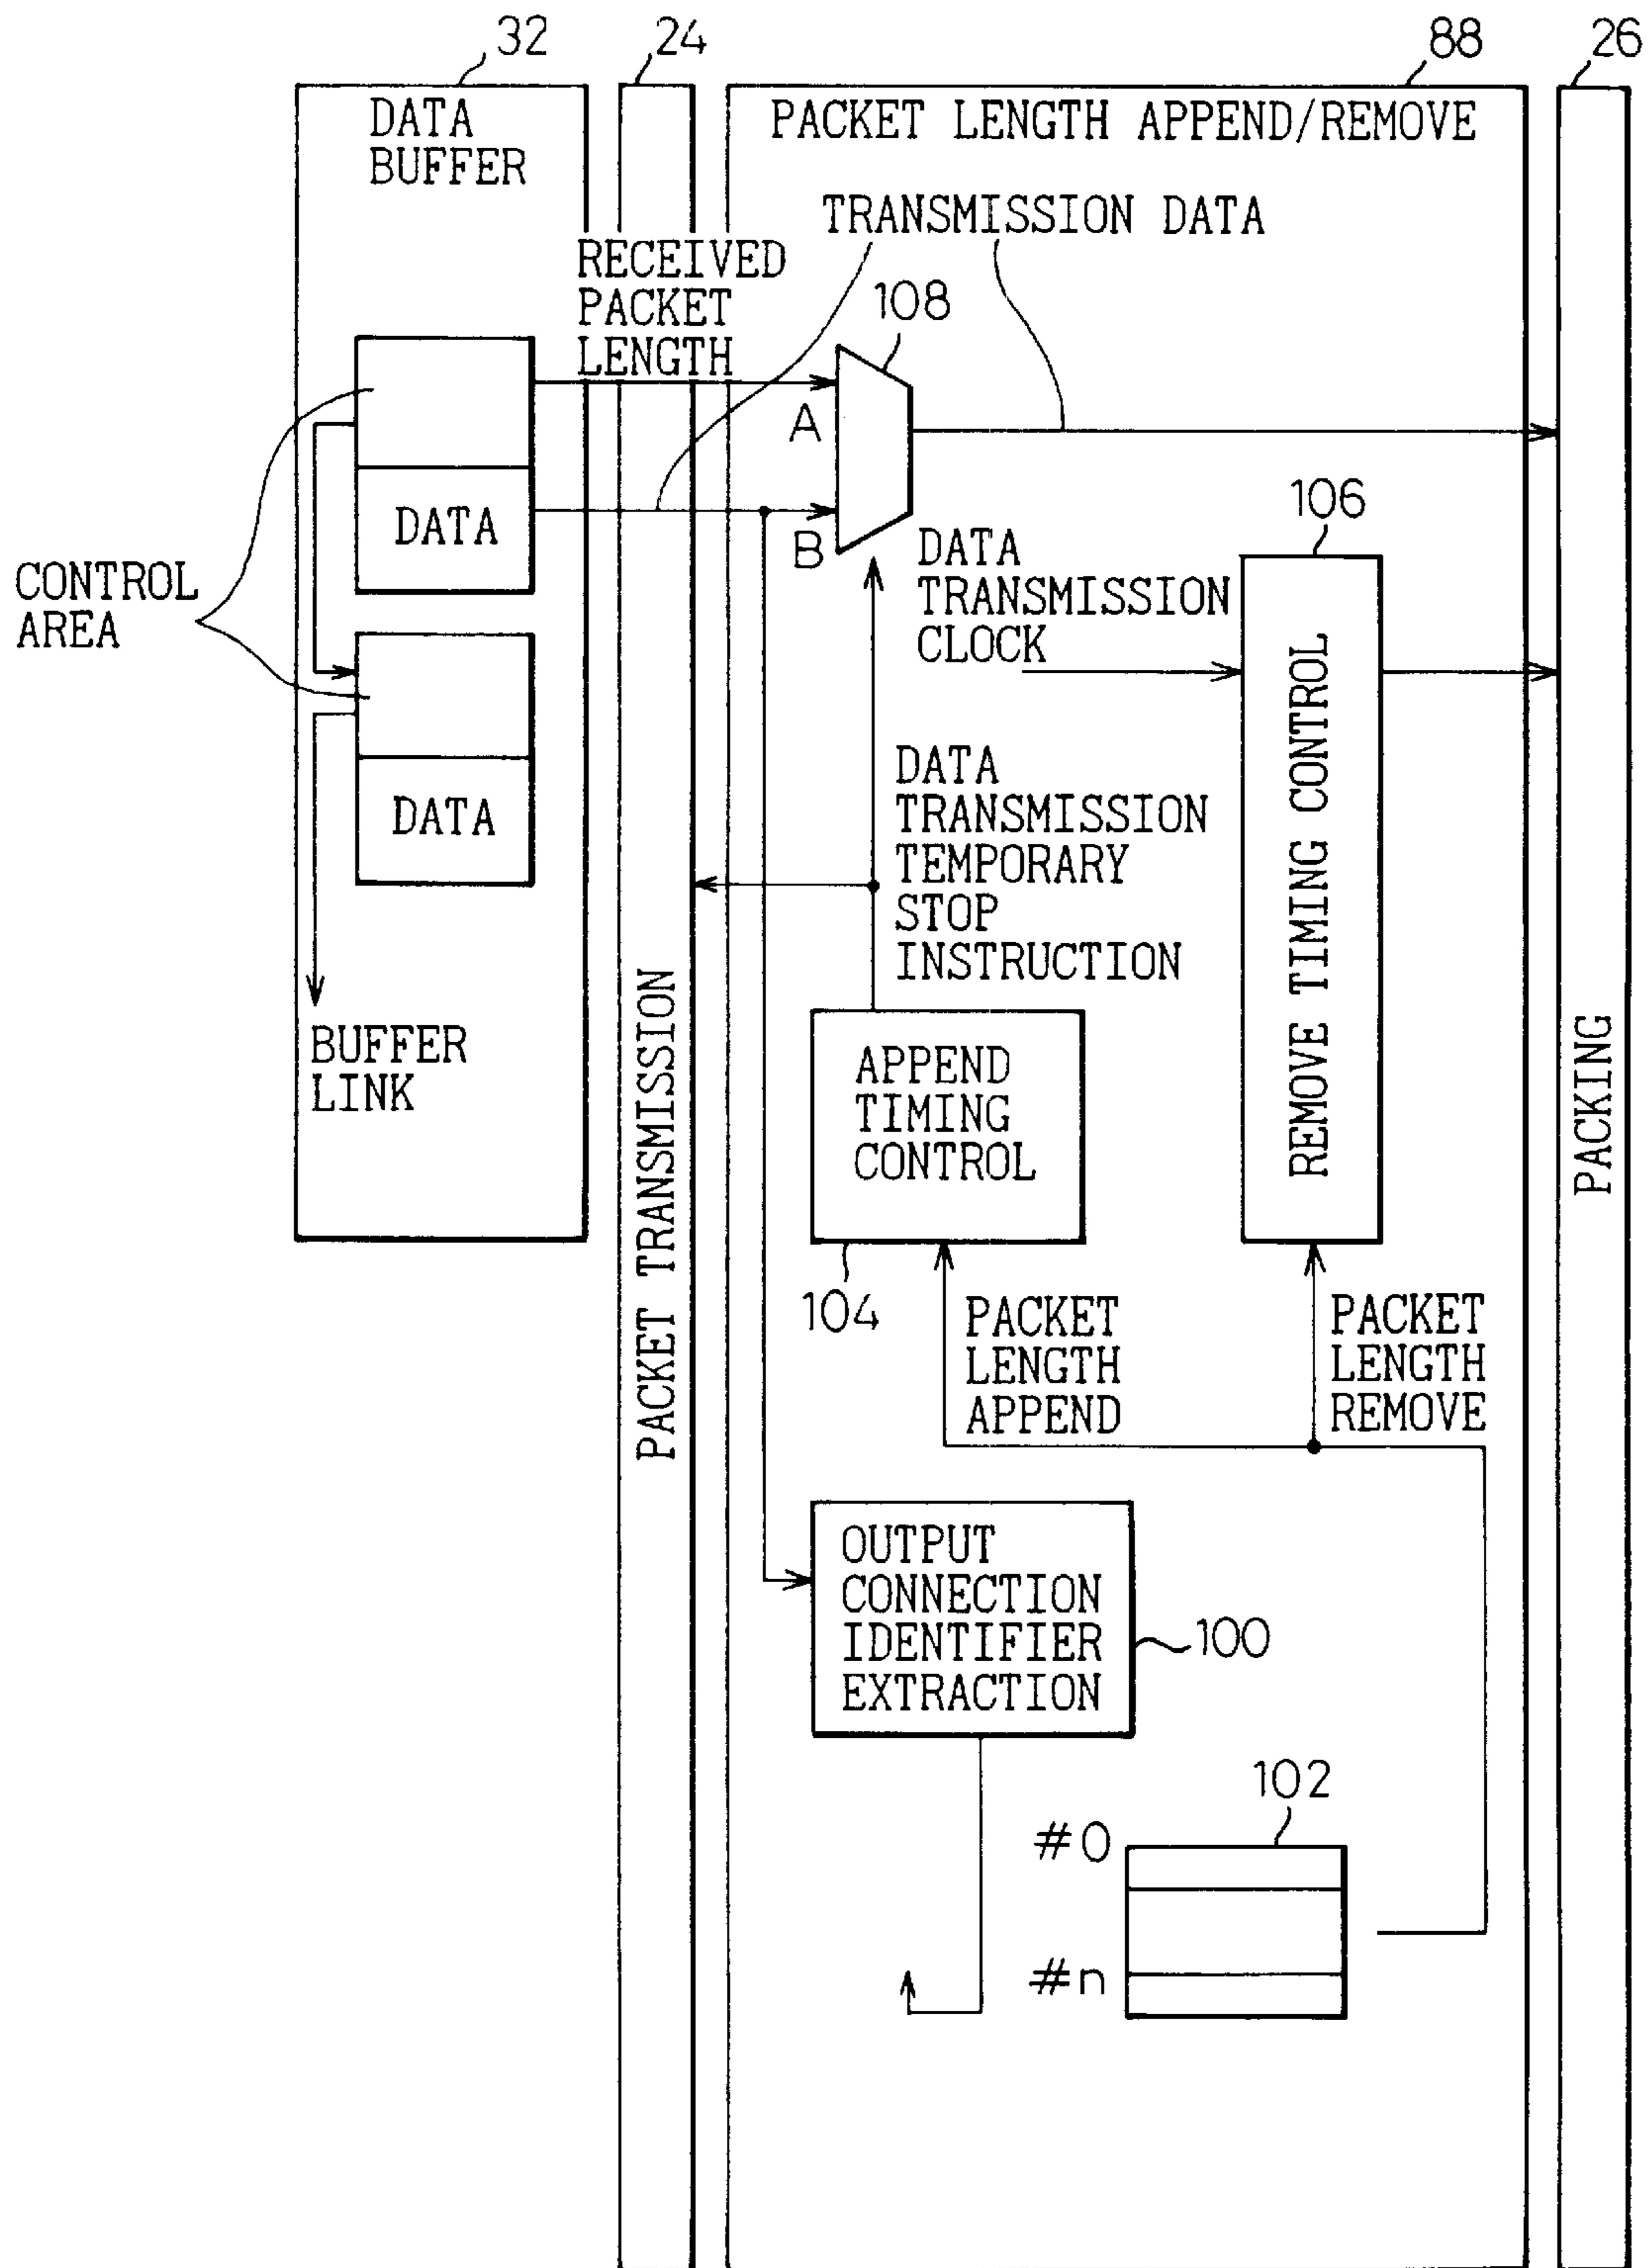 32
24
88
26
DATA
BUFFER
PACKET LENGTH APPEND/REMOVE
TRANSMISSION DATA
RECEIVED
PACKET
LENGTH
108
A
B
DATA
CONTROL
AREA
DATA
DATA
TRANSMISSION
CLOCK
106
REMOVE TIMING CONTROL
DATA
TRANSMISSION
TEMPORARY
STOP
INSTRUCTION
BUFFER
LINK
PACKET TRANSMISSION
APPEND
TIMING
CONTROL
104
PACKING
PACKET
LENGTH
APPEND
PACKET
LENGTH
REMOVE
OUTPUT
CONNECTION
IDENTIFIER
EXTRACTION
100
102
#0
#n